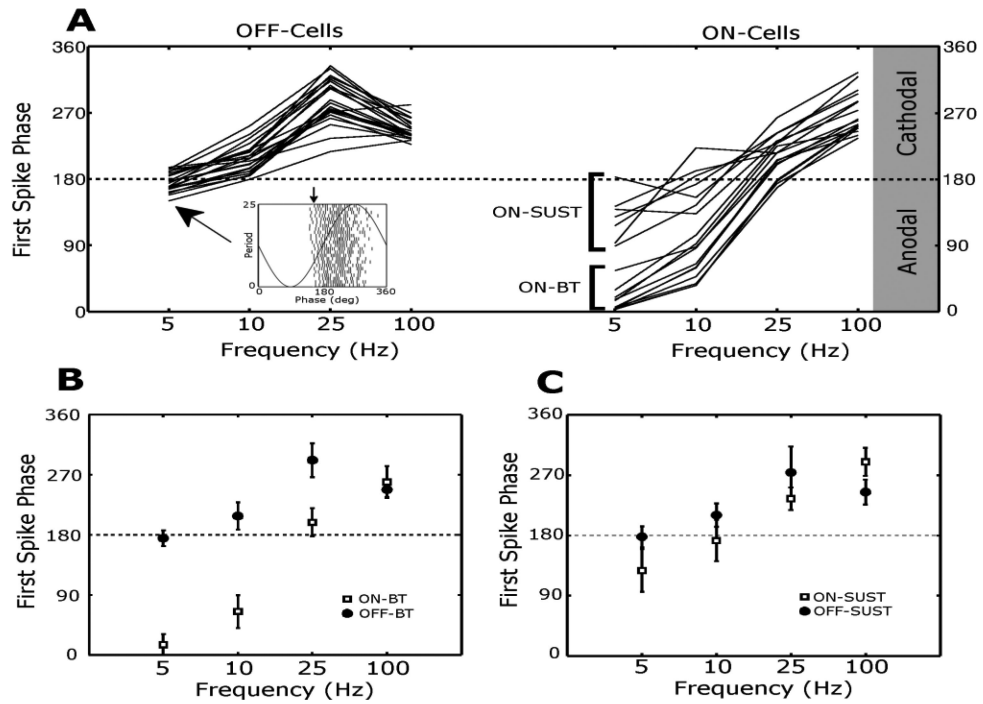 A
OFF-Cells
ON-Cells
360
270
180
90
0
First Spike Phase
25
Period
0
0
180
360
Phase (deg)
5
10
25
100
Frequency (Hz)
ON-SUST
ON-BT
5
10
25
100
Frequency (Hz)
360
270
180
90
0
Cathodal
Anodal
B
360
270
180
90
0
First Spike Phase
ON-BT
OFF-BT
5
10
25
100
Frequency (Hz)
C
360
270
180
90
0
First Spike Phase
ON-SUST
OFF-SUST
5
10
25
100
Frequency (Hz)